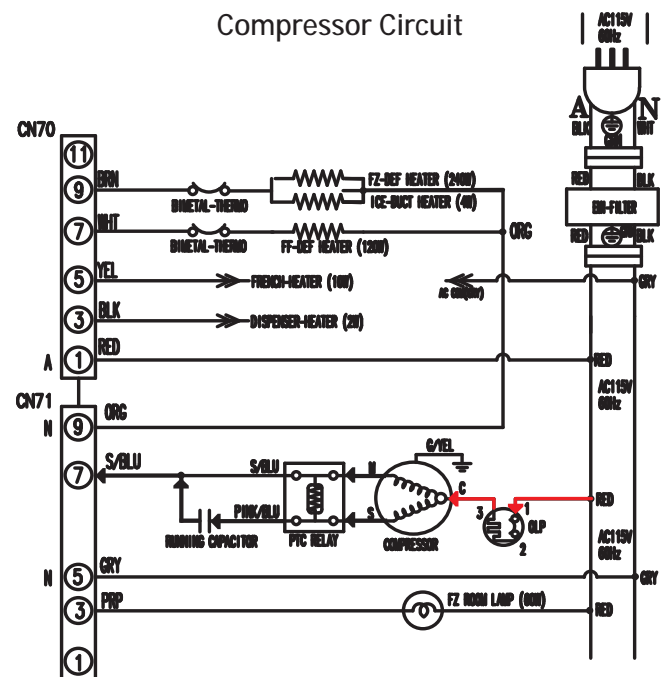 Compressor Circuit
AC115V
60Hz
A
N
BLK
WHT
CN70
11
RED
BLK
9
BRN
FZ-DEF HEATER (240W)
ICE-DUCT HEATER (4W)
BIMETAL-THERMO
EMI-FILTER
7
WHT
ORG
RED
BLK
BIMETAL-THERMO
FF-DEF HEATER (120W)
5
YEL
FRENCH-HEATER (16W)
GRY
3
BLK
DISPENSER-HEATER (2W)
A
1
RED
RED
AC115V
60Hz
CN71
N
9
ORG
G/YEL
7
S/BLU
S/BLU
M
C
3
1
RED
PINK/BLU
S
OLP
2
RUNNING CAPACITOR
PTC RELAY
COMPRESSOR
AC115V
60Hz
N
5
GRY
GRY
3
PRP
FZ ROOM LAMP (60W)
RED
1